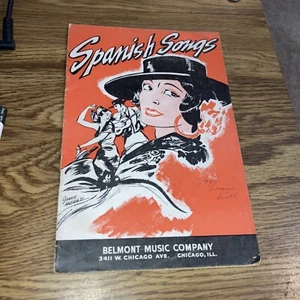 Spanish Songs
BELMONT MUSIC COMPANY
3411 W. CHICAGO AVE. CHICAGO, ILL.